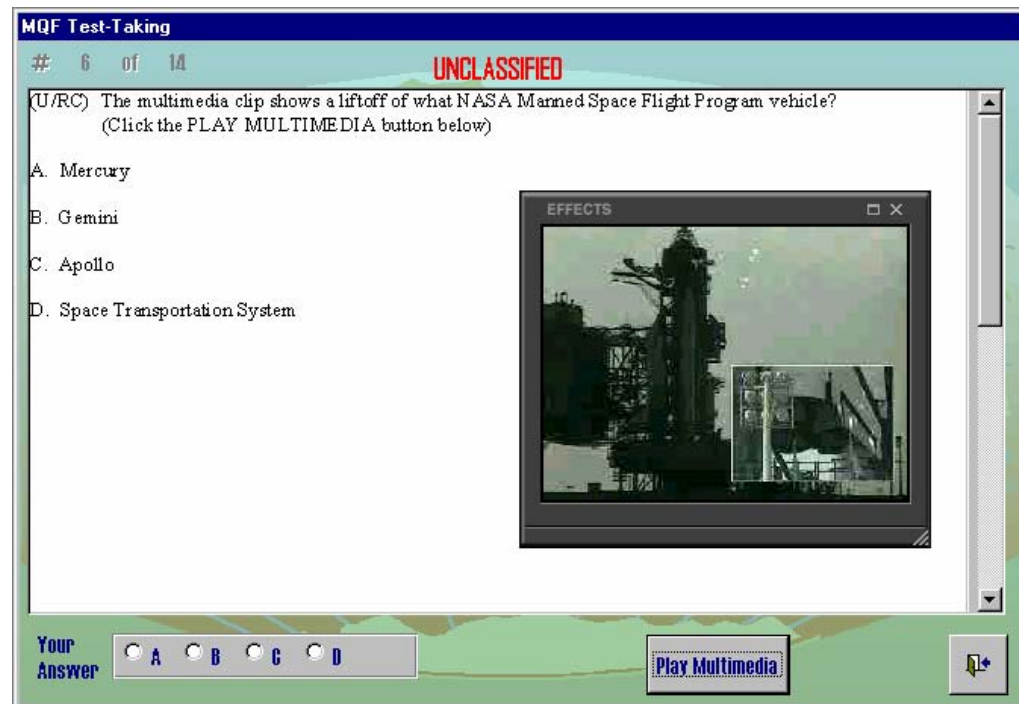 MQF Test-Taking
# 6 of 14
UNCLASSIFIED
(U/RC) The multimedia clip shows a liftoff of what NASA Manned Space Flight Program vehicle?
(Click the PLAY MULTIMEDIA button below)
A. Mercury
B. Gemini
C. Apollo
D. Space Transportation System
EFFECTS
Your
Answer
A B C D
Play Multimedia